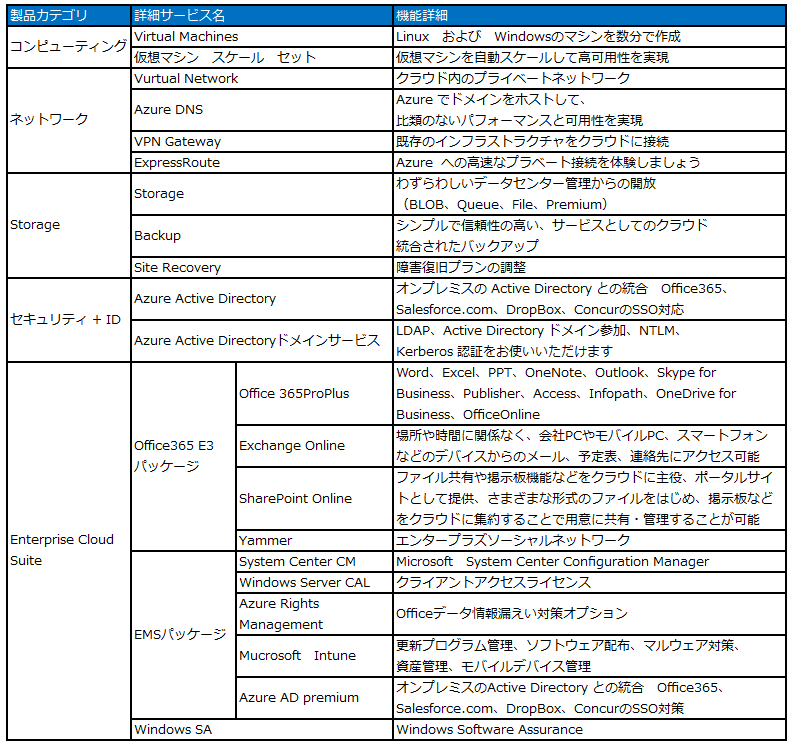 製品カテゴリ 詳細サービス名 機能詳細
コンピューティング
Virtual Machines Linux　および　Windowsのマシンを数分で作成
仮想マシン　スケール　セット 仮想マシンを自動スケールして高可用性を実現
ネットワーク
Vurtual Network クラウド内のプライベートネットワーク
Azure DNS
Azure でドメインをホストして、
比類のないパフォーマンスと可用性を実現
VPN Gateway 既存のインフラストラクチャをクラウドに接続
ExpressRoute Azure への高速なプラベート接続を体験しましょう
Storage
Storage
わずらわしいデータセンター管理からの開放
（BLOB、Queue、File、Premium）
Backup
シンプルで信頼性の高い、サービスとしてのクラウド
統合されたバックアップ
Site Recovery 障害復旧プランの調整
セキュリティ + ID
Azure Active Directory
オンプレミスの Active Directory との統合　Office365、
Salesforce.com、DropBox、ConcurのSSO対応
Azure Active Directoryドメインサービス
LDAP、Active Directory ドメイン参加、NTLM、
Kerberos 認証をお使いいただけます
Enterprise Cloud
Suite
Office365 E3
パッケージ
Office 365ProPlus
Word、Excel、PPT、OneNote、Outlook、Skype for
Business、Publisher、Access、Infopath、OneDrive for
Business、OfficeOnline
Exchange Online
場所や時間に関係なく、会社PCやモバイルPC、スマートフォン
などのデバイスからのメール、予定表、連絡先にアクセス可能
SharePoint Online
ファイル共有や掲示板機能などをクラウドに主役、ポータルサイ
トとして提供、さまざまな形式のファイルをはじめ、掲示板など
をクラウドに集約することで用意に共有・管理することが可能
Yammer エンタープラズソーシャルネットワーク
EMSパッケージ
System Center CM Microsoft　System Center Configuration Manager
Windows Server CAL クライアントアクセスライセンス
Azure Rights
Management
Officeデータ情報漏えい対策オプション
Mucrosoft　Intune
更新プログラム管理、ソフトウェア配布、マルウェア対策、
資産管理、モバイルデバイス管理
Azure AD premium
オンプレミスのActive Directory との統合　Office365、
Salesforce.com、DropBox、ConcurのSSO対策
Windows SA Windows Software Assurance